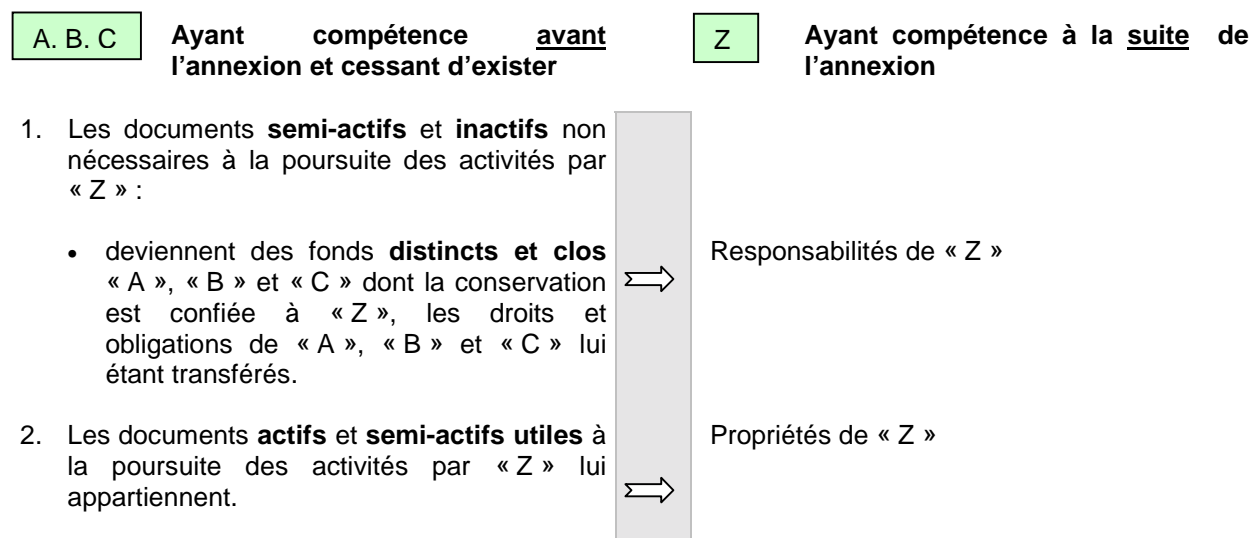 A. B. C
Ayant compétence avant
l’annexion et cessant d’exister
Z
Ayant compétence à la suite de
l’annexion
1. Les documents semi-actifs et inactifs non
nécessaires à la poursuite des activités par
« Z » :
• deviennent des fonds distincts et clos
« A », « B » et « C » dont la conservation
est confiée à « Z », les droits et
obligations de « A », « B » et « C » lui
étant transférés.
Responsabilités de « Z »
2. Les documents actifs et semi-actifs utiles à
la poursuite des activités par « Z » lui
appartiennent.
Propriétés de « Z »